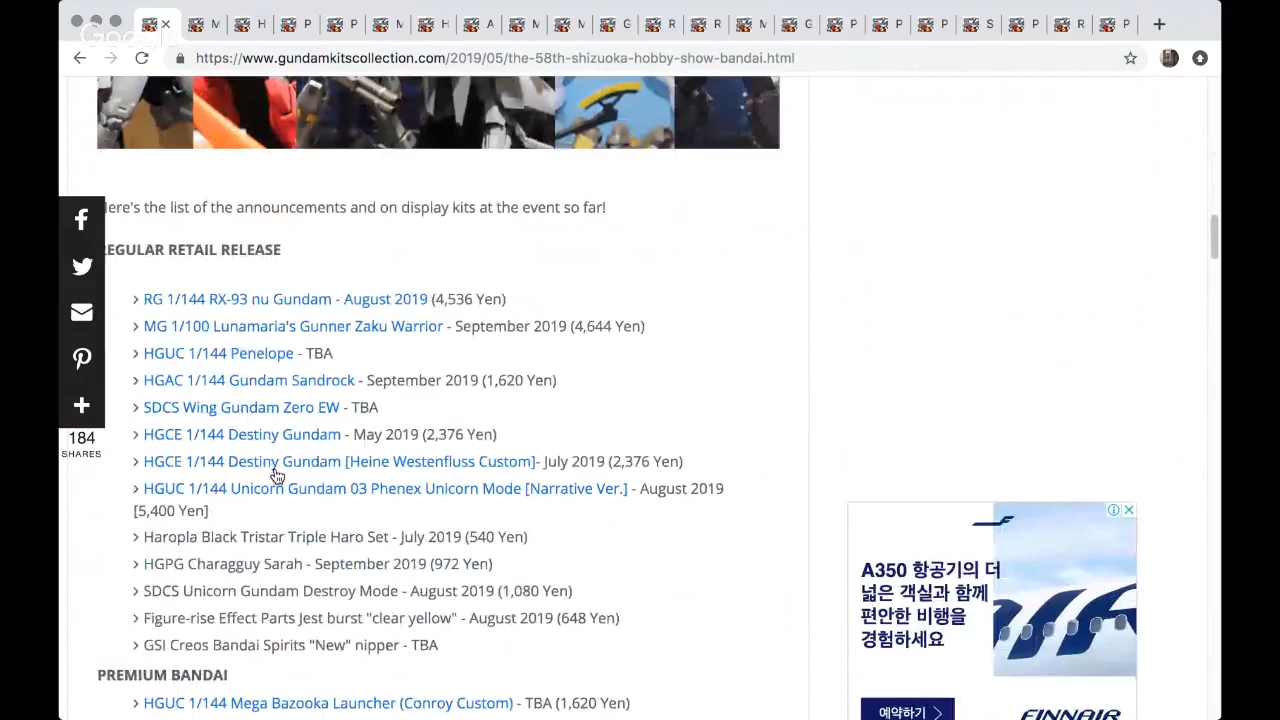 M H P P M H A M M G R R M G P P P S P R P
https://www.gundamkitscollection.com/2019/05/the-58th-shizuoka-hobby-show-bandai.html
ere's the list of the announcements and on display kits at the event so far!
REGULAR RETAIL RELEASE
> RG 1/144 RX-93 nu Gundam - August 2019 (4,536 Yen)
> MG 1/100 Lunamaria's Gunner Zaku Warrior - September 2019 (4,644 Yen)
> HGUC 1/144 Penelope - TBA
> HGAC 1/144 Gundam Sandrock - September 2019 (1,620 Yen)
> SDCS Wing Gundam Zero EW - TBA
> HGCE 1/144 Destiny Gundam - May 2019 (2,376 Yen)
> HGCE 1/144 Destiny Gundam [Heine Westenfluss Custom]- July 2019 (2,376 Yen)
> HGUC 1/144 Unicorn Gundam 03 Phenex Unicorn Mode [Narrative Ver.] - August 2019
[5,400 Yen]
> Haropla Black Tristar Triple Haro Set - July 2019 (540 Yen)
> HGPG Charagguy Sarah - September 2019 (972 Yen)
> SDCS Unicorn Gundam Destroy Mode - August 2019 (1,080 Yen)
> Figure-rise Effect Parts Jest burst "clear yellow" - August 2019 (648 Yen)
> GSI Creos Bandai Spirits "New" nipper - TBA
PREMIUM BANDAI
> HGUC 1/144 Mega Bazooka Launcher (Conroy Custom) - TBA (1,620 Yen)
184
SHARES
A350 항공기의 더
넓은 객실과 함께
편안한 비행을
경험하세요
예약하기 >
FINNAIR